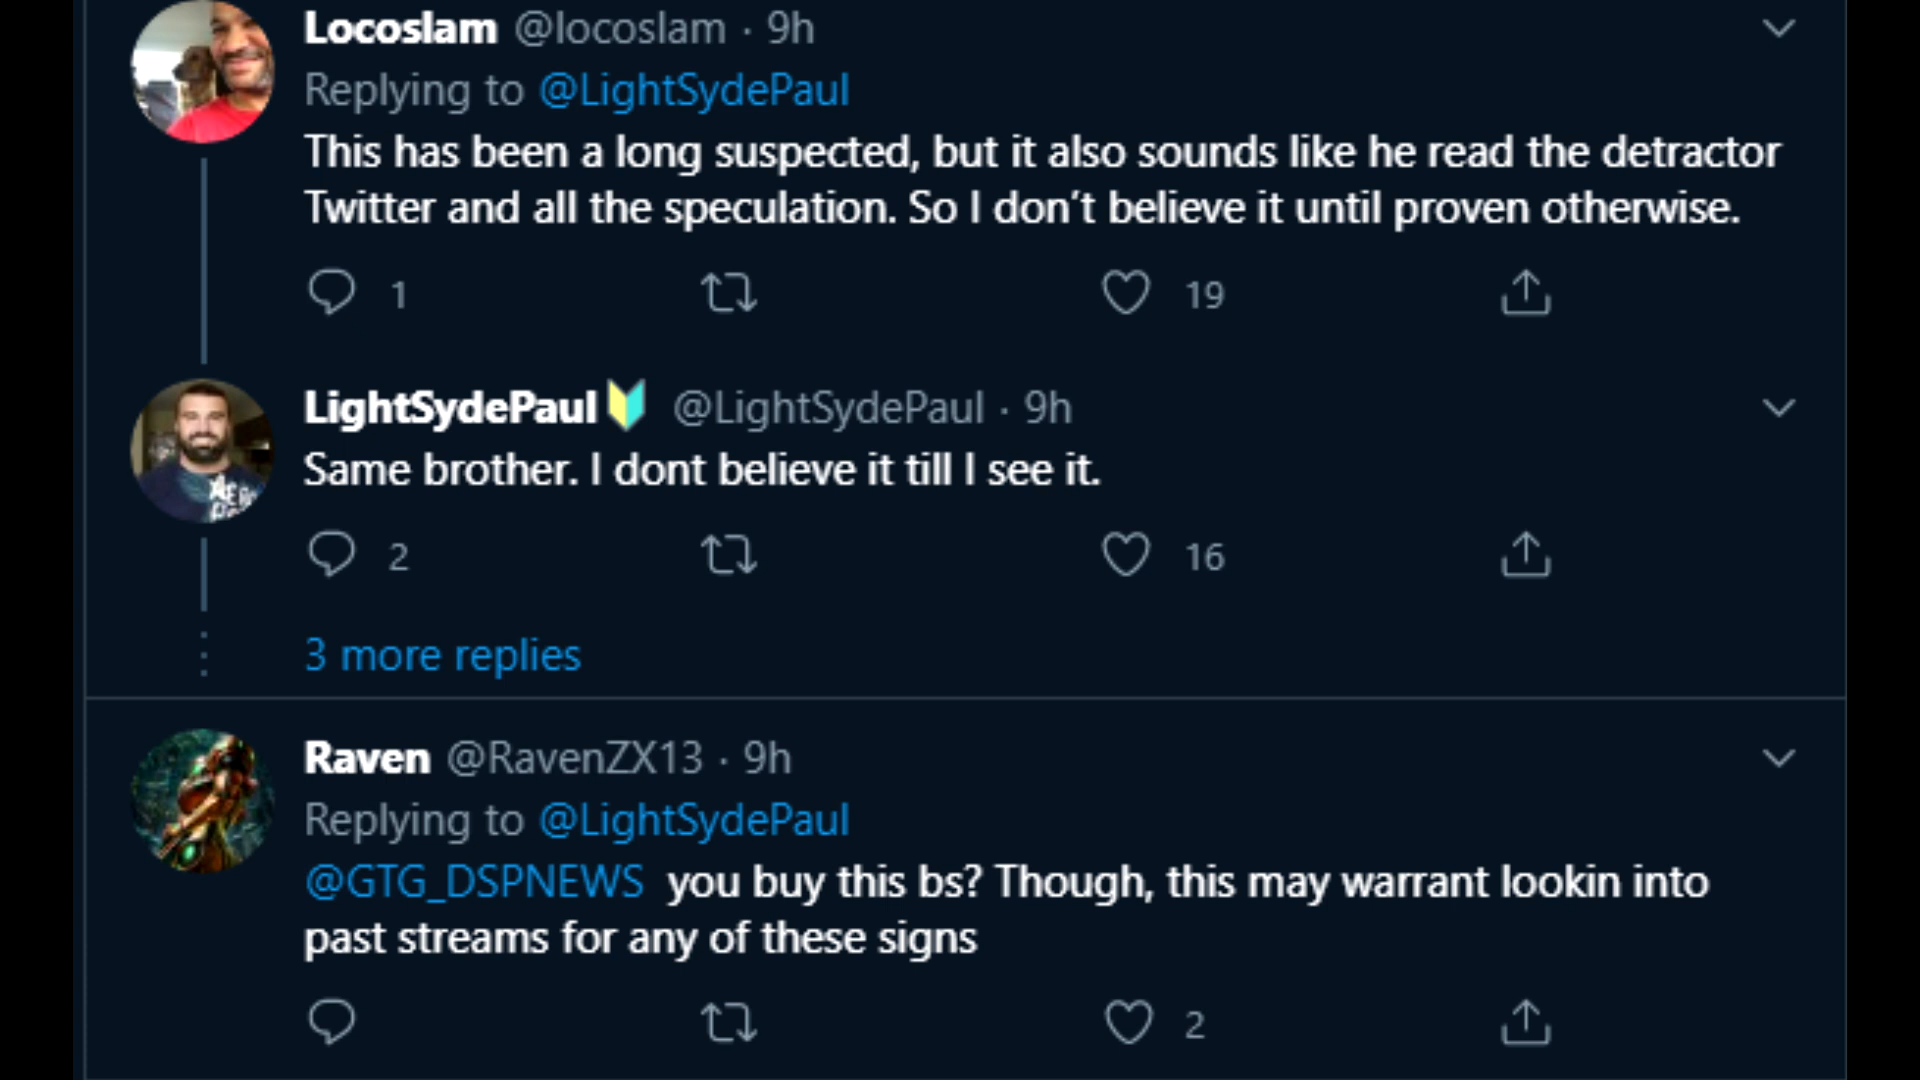 Locoslam @locoslam · 9h
Replying to @LightSydePaul
This has been a long suspected, but it also sounds like he read the detractor
Twitter and all the speculation. So I don't believe it until proven otherwise.
1 19
LightSydePaul🔰 @LightSydePaul · 9h
Same brother. I dont believe it till I see it.
2 16
3 more replies
Raven @RavenZX13 · 9h
Replying to @LightSydePaul
@GTG_DSPNEWS you buy this bs? Though, this may warrant lookin into
past streams for any of these signs
2